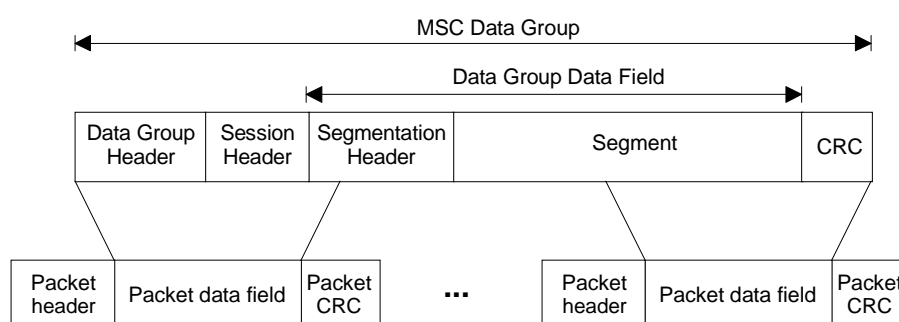 MSC Data Group
Data Group Data Field
Data Group
Header
Session
Header
Segmentation
Header
Segment
CRC
Packet
header
Packet data field
Packet
CRC
...
Packet
header
Packet data field
Packet
CRC